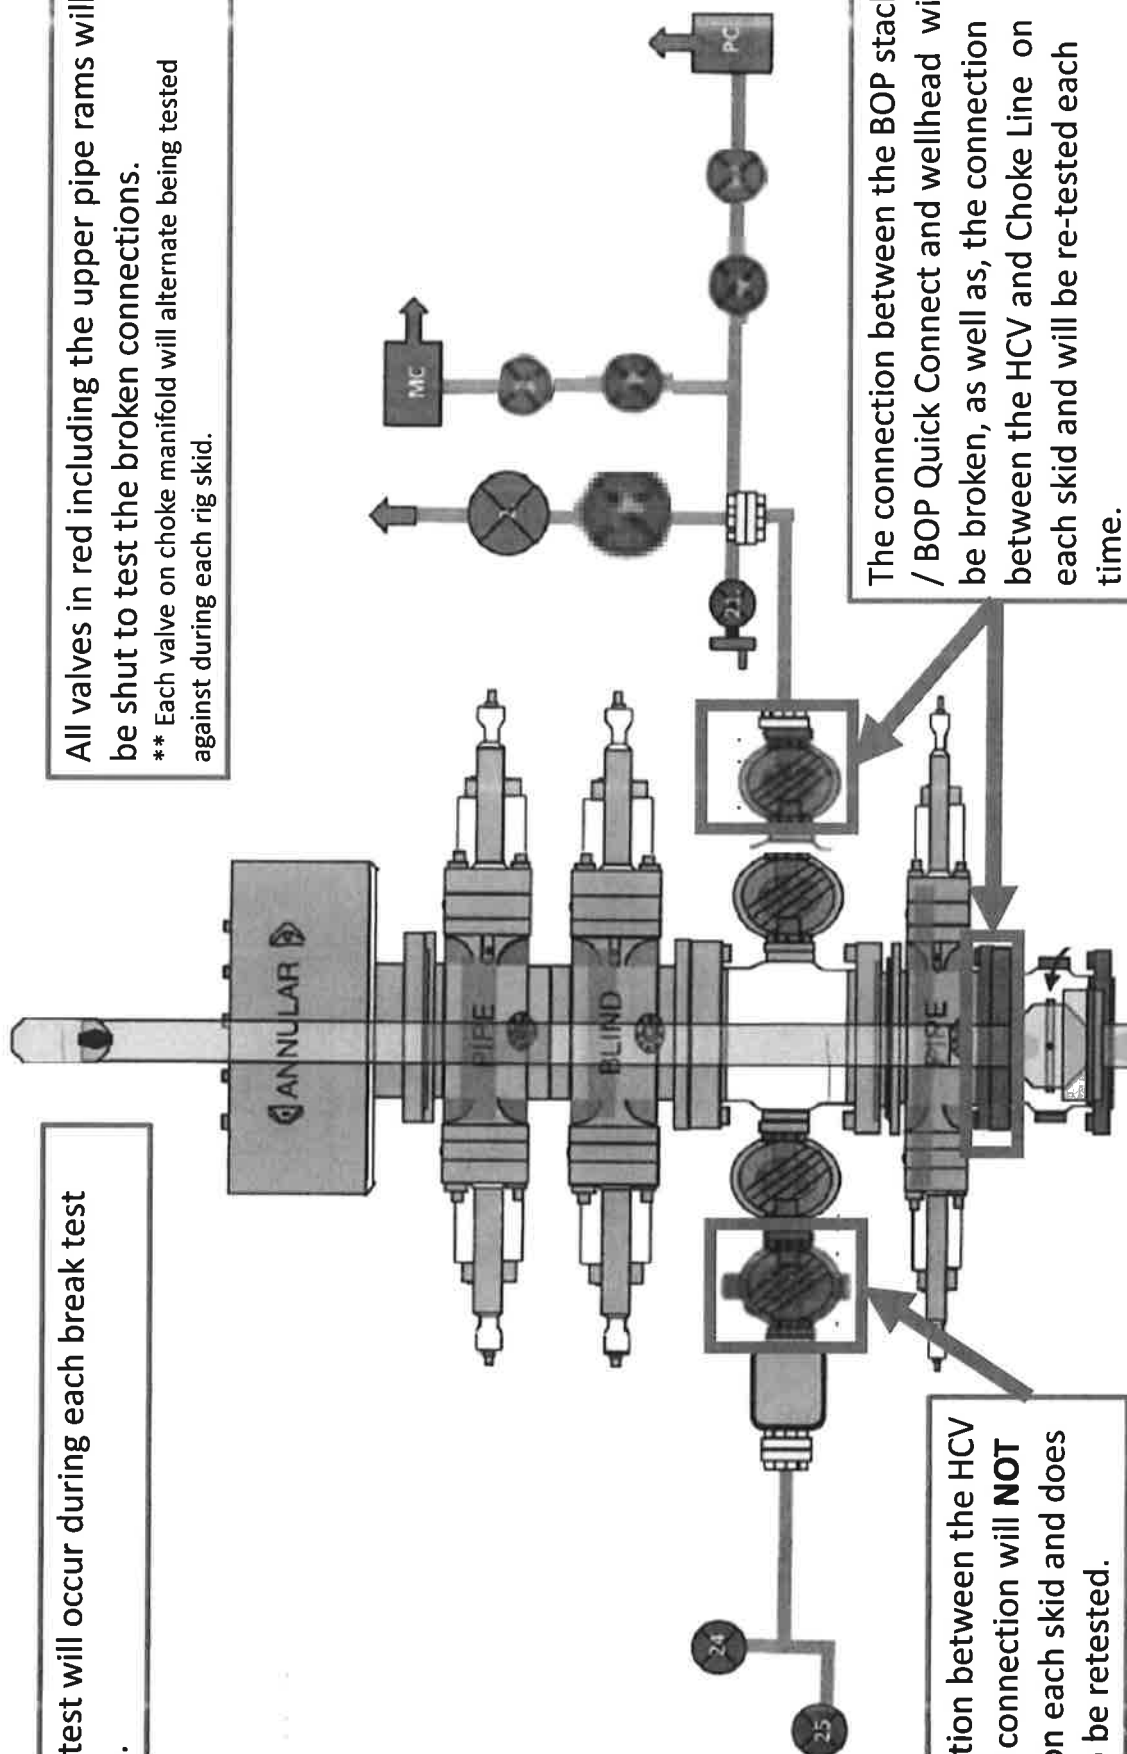 test will occur during each break test
.
All valves in red including the upper pipe rams will
be shut to test the broken connections.
** Each valve on choke manifold will alternate being tested
against during each rig skid.
ANNULAR
PIPE
BLIND
PIPE
MC
PC
21
24
25
tion between the HCV
connection will NOT
on each skid and does
be retested.
The connection between the BOP stack
/ BOP Quick Connect and wellhead wi
be broken, as well as, the connection
between the HCV and Choke Line on
each skid and will be re-tested each
time.